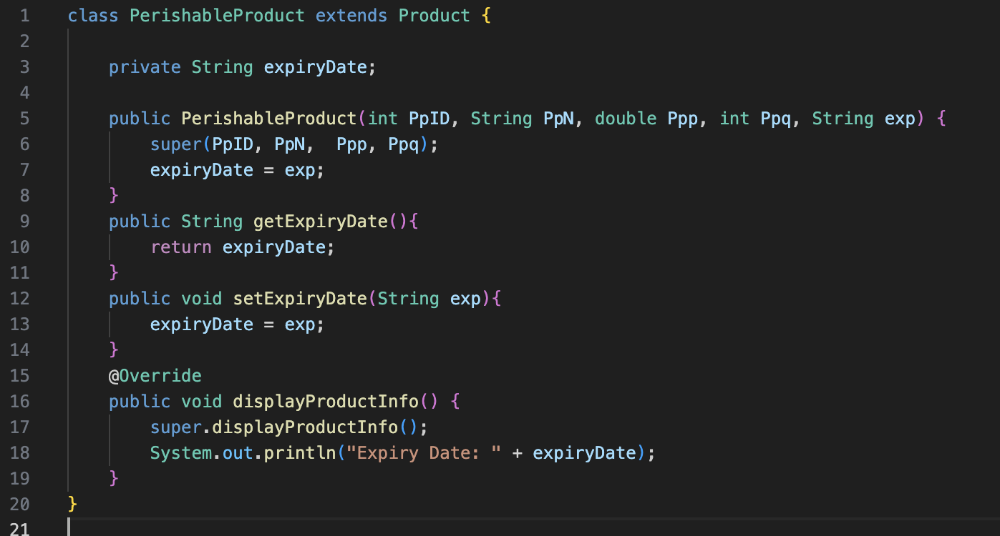 1 class PerishableProduct extends Product {
2
3     private String expiryDate;
4
5     public PerishableProduct(int PpID, String PpN, double Ppp, int Ppq, String exp) {
6         super(PpID, PpN,  Ppp, Ppq);
7         expiryDate = exp;
8     }
9     public String getExpiryDate(){
10         return expiryDate;
11     }
12     public void setExpiryDate(String exp){
13         expiryDate = exp;
14     }
15     @Override
16     public void displayProductInfo() {
17         super.displayProductInfo();
18         System.out.println("Expiry Date: " + expiryDate);
19     }
20 }
21